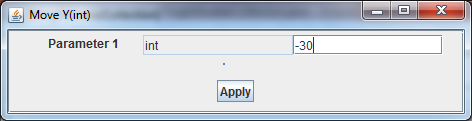 Move Y(int)
Parameter 1 int -30
Apply